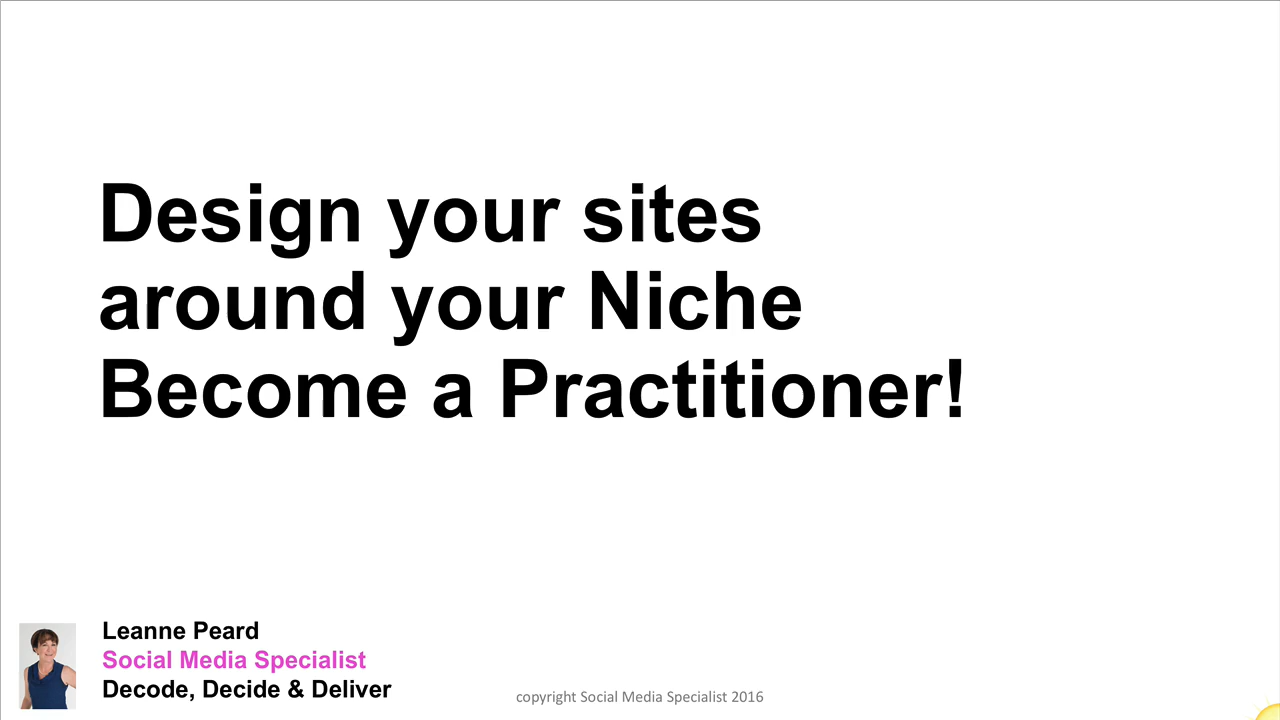 Design your sites
around your Niche
Become a Practitioner!
Leanne Peard
Social Media Specialist
Decode, Decide & Deliver
copyright Social Media Specialist 2016